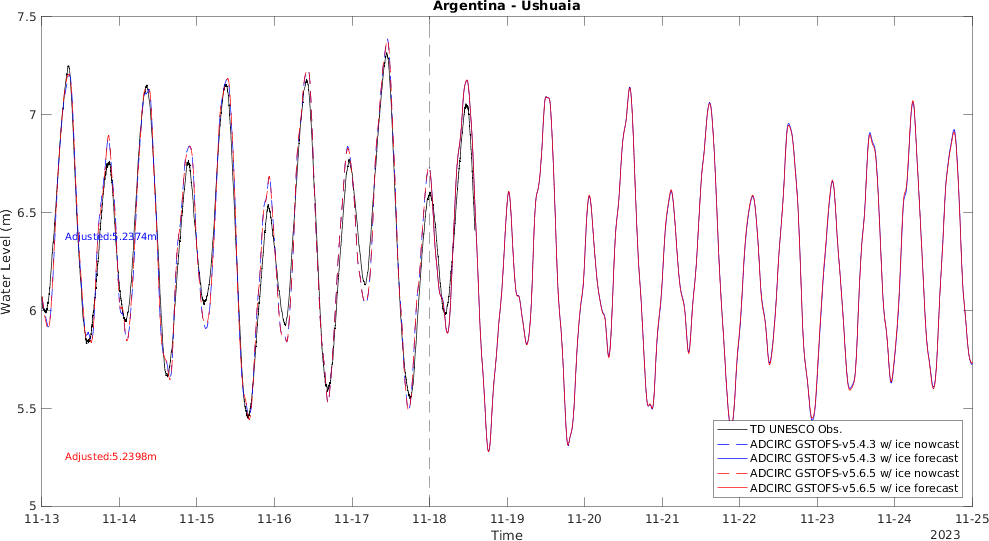 Argentina - Ushuaia
7.5
7
6.5
6
5.5
5
Water Level (m)
Adjusted:5.2374m
Adjusted:5.2398m
TD UNESCO Obs.
ADCIRC GSTOFS-v5.4.3 w/ ice nowcast
ADCIRC GSTOFS-v5.4.3 w/ ice forecast
ADCIRC GSTOFS-v5.6.5 w/ ice nowcast
ADCIRC GSTOFS-v5.6.5 w/ ice forecast
11-13 11-14 11-15 11-16 11-17 11-18 11-19 11-20 11-21 11-22 11-23 11-24 11-25
Time
2023